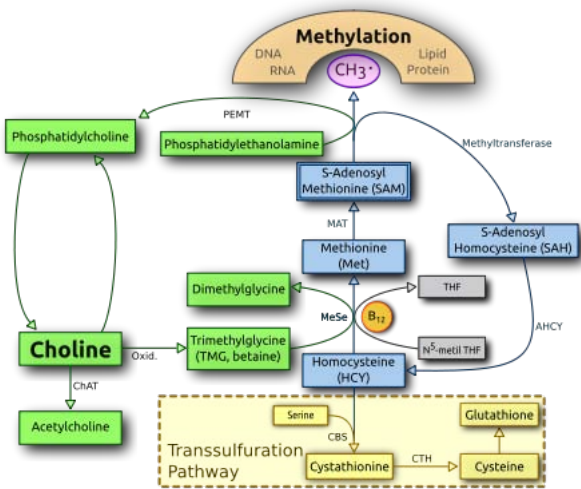 Methylation
DNA
RNA
Lipid
Protein
CH3•
PEMT
Phosphatidylcholine
Phosphatidylethanolamine
Methyltransferase
S-Adenosyl
Methionine (SAM)
MAT
S-Adenosyl
Homocysteine (SAH)
Methionine
(Met)
Dimethylglycine
THF
MeSe
B12
AHCY
Choline
Oxid.
Trimethylglycine
(TMG, betaine)
N5-metil THF
Homocysteine
(HCY)
ChAT
Acetylcholine
Serine
Glutathione
CBS
Transsulfuration
Pathway
Cystathionine
CTH
Cysteine